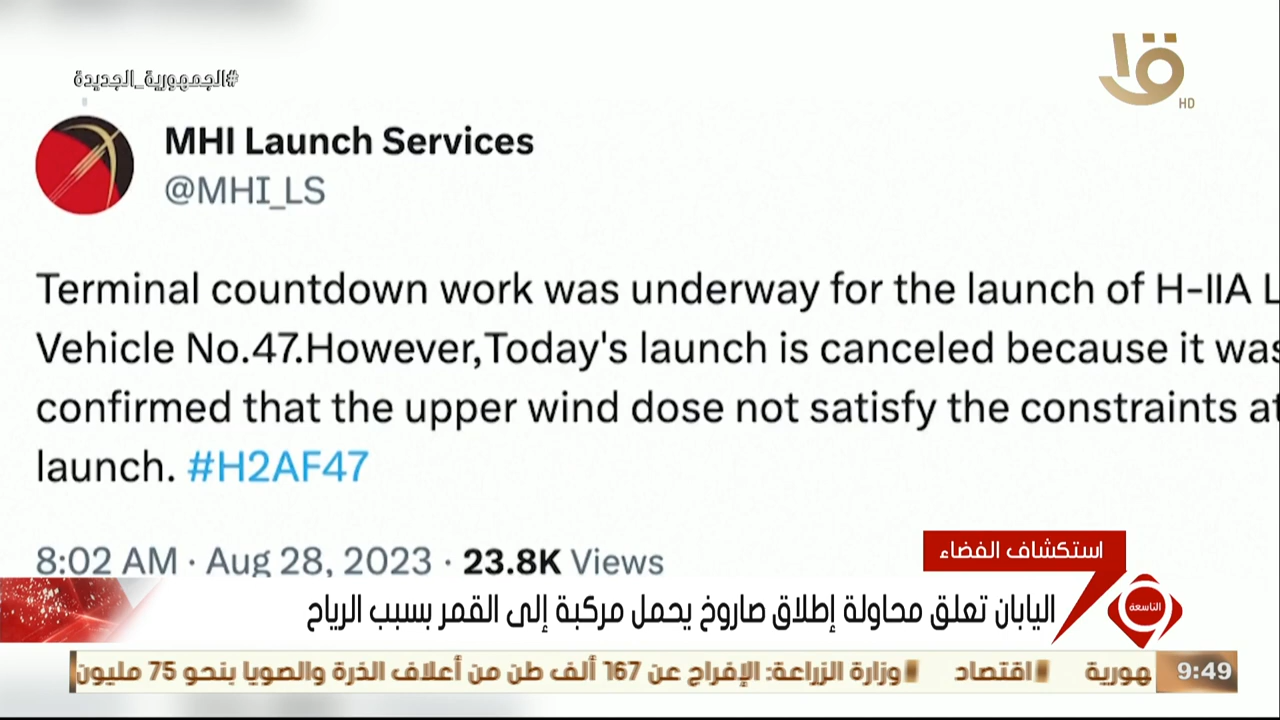 #الجمهورية_الجديدة
HD
MHI Launch Services
@MHI_LS
Terminal countdown work was underway for the launch of H-IIA L
Vehicle No.47.However,Today's launch is canceled because it was
confirmed that the upper wind dose not satisfy the constraints at
launch. #H2AF47
8:02 AM · Aug 28, 2023 · 23.8K Views
استكشاف الفضاء
التاسعة
اليابان تعلق محاولة إطلاق صاروخ يحمل مركبة إلى القمر بسبب الرياح
9:49 هورية اقتصاد وزارة الزراعة: الإفراج عن 167 ألف طن من أعلاف الذرة والصويا بنحو 75 مليون